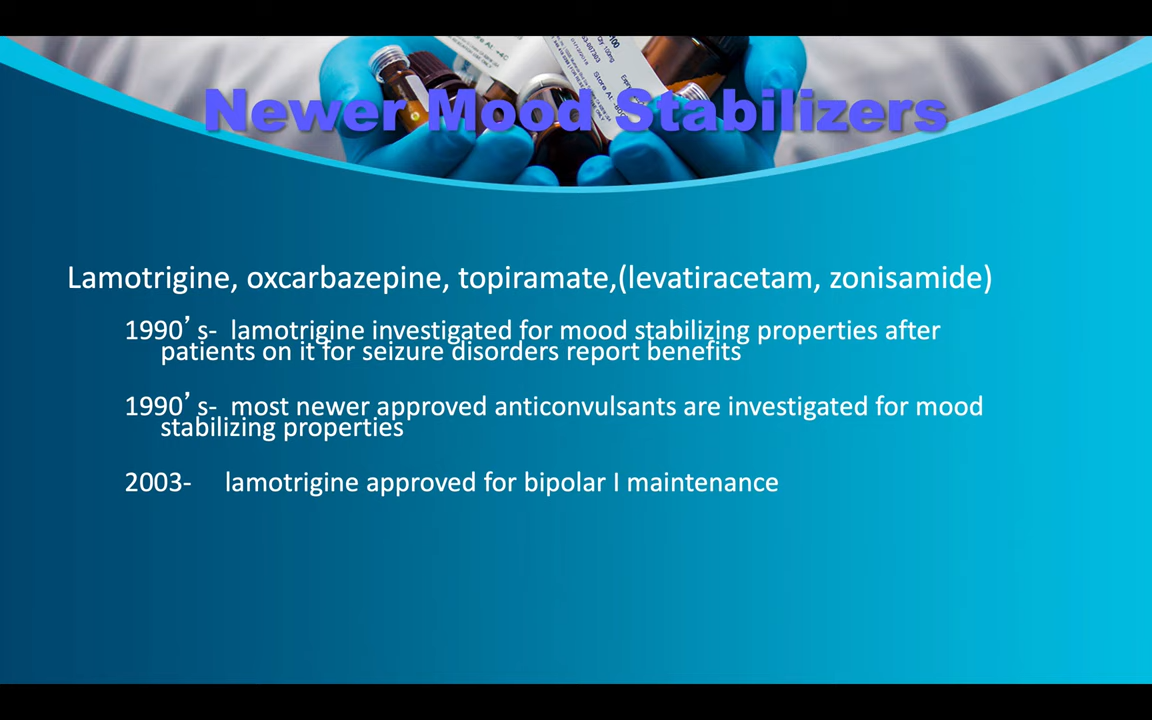 Newer Mood Stabilizers
Lamotrigine, oxcarbazepine, topiramate,(levatiracetam, zonisamide)
1990’s- lamotrigine investigated for mood stabilizing properties after
patients on it for seizure disorders report benefits
1990’s- most newer approved anticonvulsants are investigated for mood
stabilizing properties
2003- lamotrigine approved for bipolar I maintenance